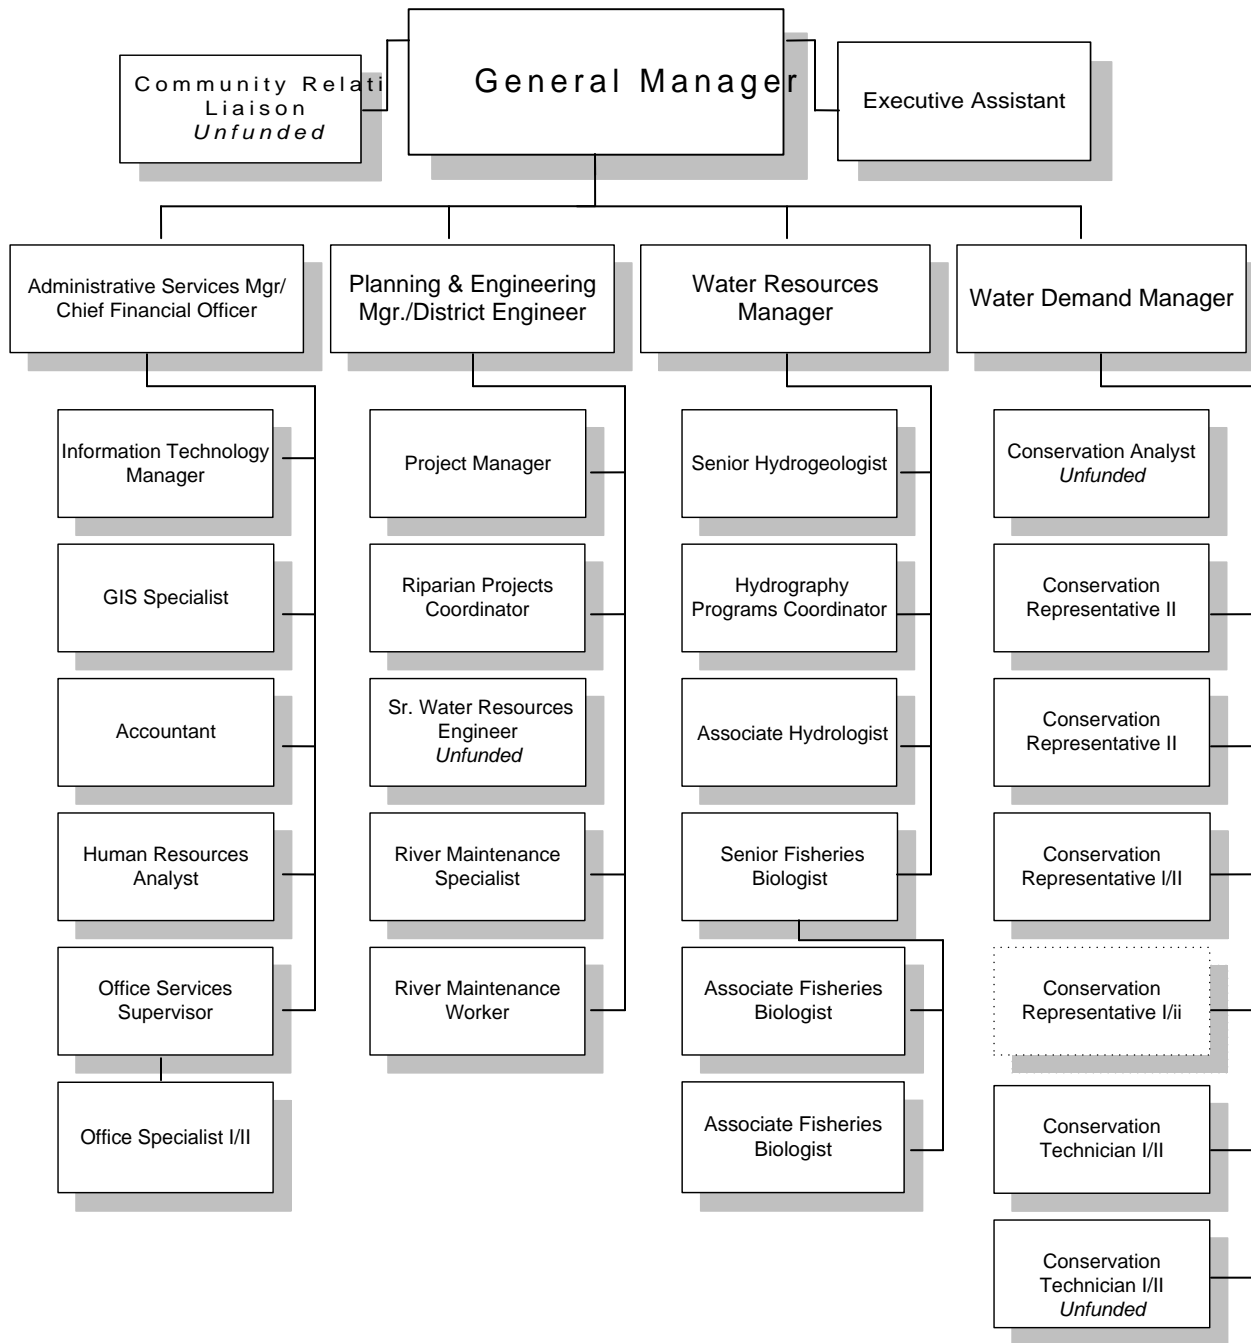 General Manager
Community Relati
Liaison
Unfunded
Executive Assistant
Administrative Services Mgr/
Chief Financial Officer
Planning & Engineering
Mgr./District Engineer
Water Resources
Manager
Water Demand Manager
Information Technology
Manager
GIS Specialist
Accountant
Human Resources
Analyst
Office Services
Supervisor
Office Specialist I/II
Project Manager
Riparian Projects
Coordinator
Sr. Water Resources
Engineer
Unfunded
River Maintenance
Specialist
River Maintenance
Worker
Senior Hydrogeologist
Hydrography
Programs Coordinator
Associate Hydrologist
Senior Fisheries
Biologist
Associate Fisheries
Biologist
Associate Fisheries
Biologist
Conservation Analyst
Unfunded
Conservation
Representative II
Conservation
Representative II
Conservation
Representative I/II
Conservation
Representative I/ii
Conservation
Technician I/II
Conservation
Technician I/II
Unfunded